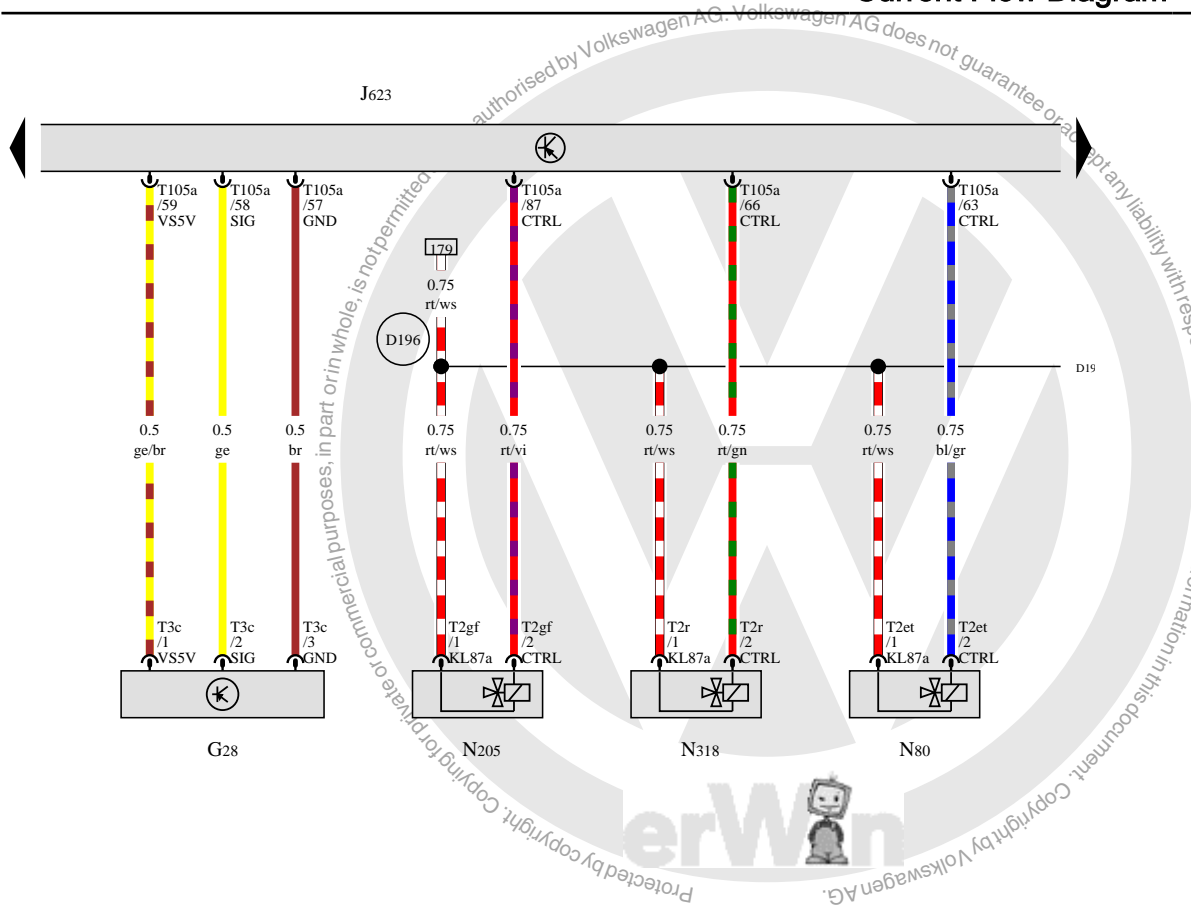 J623
T105a /59 VS5V
T105a /58 SIG
T105a /57 GND
T105a /87 CTRL
T105a /66 CTRL
T105a /63 CTRL
179
0.75
rt/ws
D196
D19
0.5 0.5 0.5 0.75 0.75 0.75 0.75 0.75 0.75
ge/br ge br rt/ws rt/vi rt/ws rt/gn rt/ws bl/gr
T3c /1 VS5V
T3c /2 SIG
T3c /3 GND
T2gf /1 KL87a
T2gf /2 CTRL
T2r /1 KL87a
T2r /2 CTRL
T2et /1 KL87a
T2et /2 CTRL
G28 N205 N318 N80
erWin
Protected by copyright. Copying for private or commercial purposes, in part or in whole, is not permitted
authorised by Volkswagen AG. Volkswagen AG does not guarantee or accept any liability with
information in this document. Copyright by Volkswagen AG.